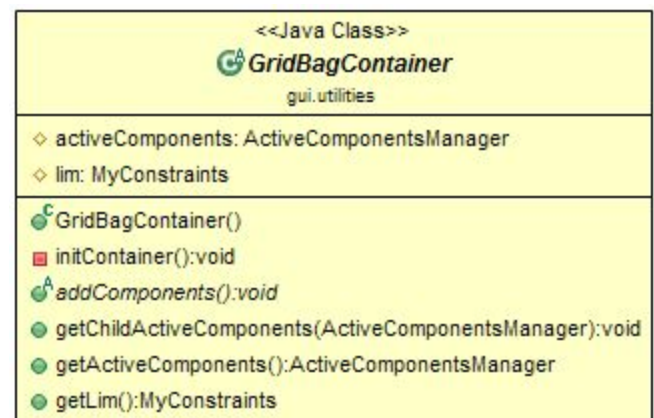 <<Java Class>>
GridBagContainer
gui.utilities
activeComponents: ActiveComponentsManager
lim: MyConstraints
GridBagContainer()
initContainer():void
addComponents():void
getChildActiveComponents(ActiveComponentsManager):void
getActiveComponents():ActiveComponentsManager
getLim():MyConstraints